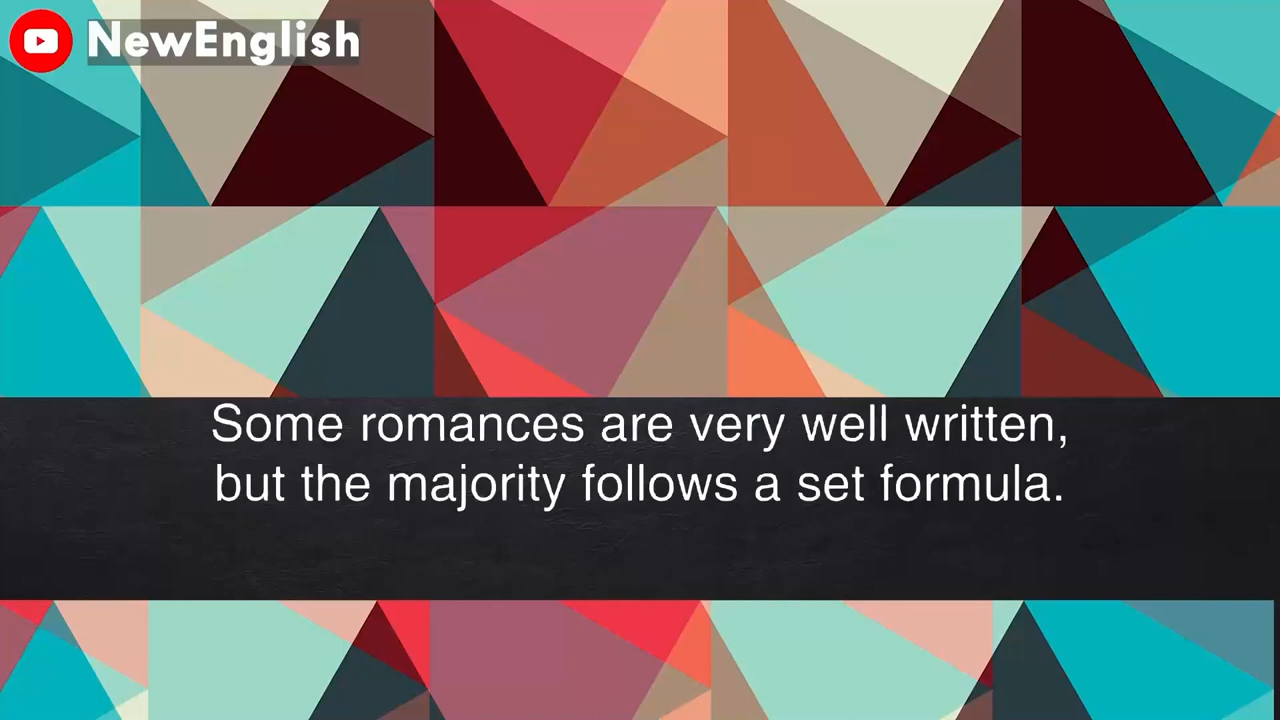 NewEnglish
Some romances are very well written,
but the majority follows a set formula.